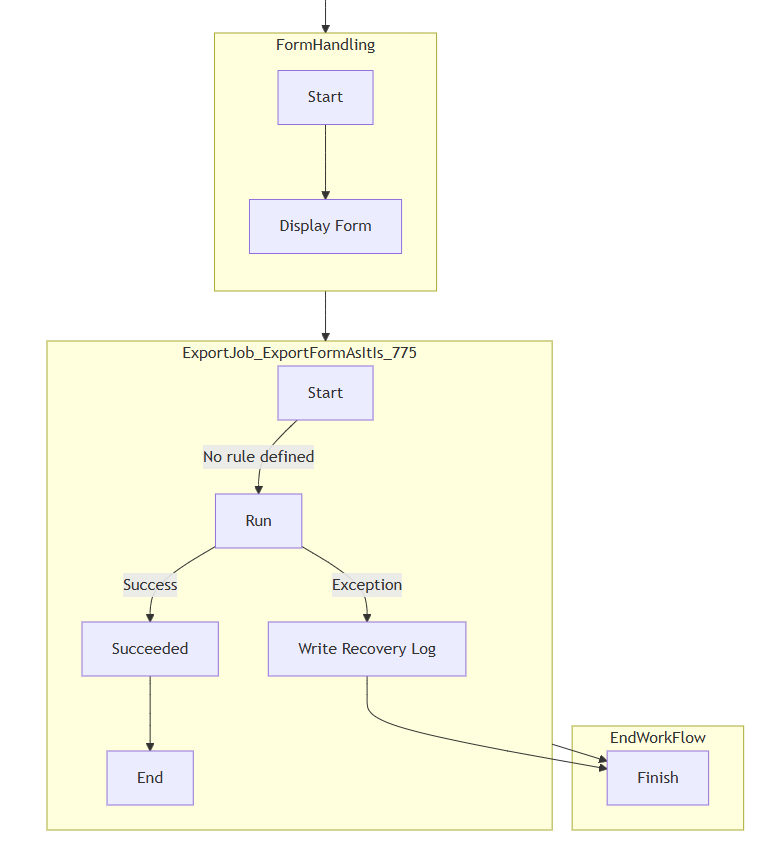 FormHandling
Start
Display Form
ExportJob_ExportFormAsItIs_775
Start
No rule defined
Run
Success
Exception
Succeeded
Write Recovery Log
EndWorkFlow
End
Finish